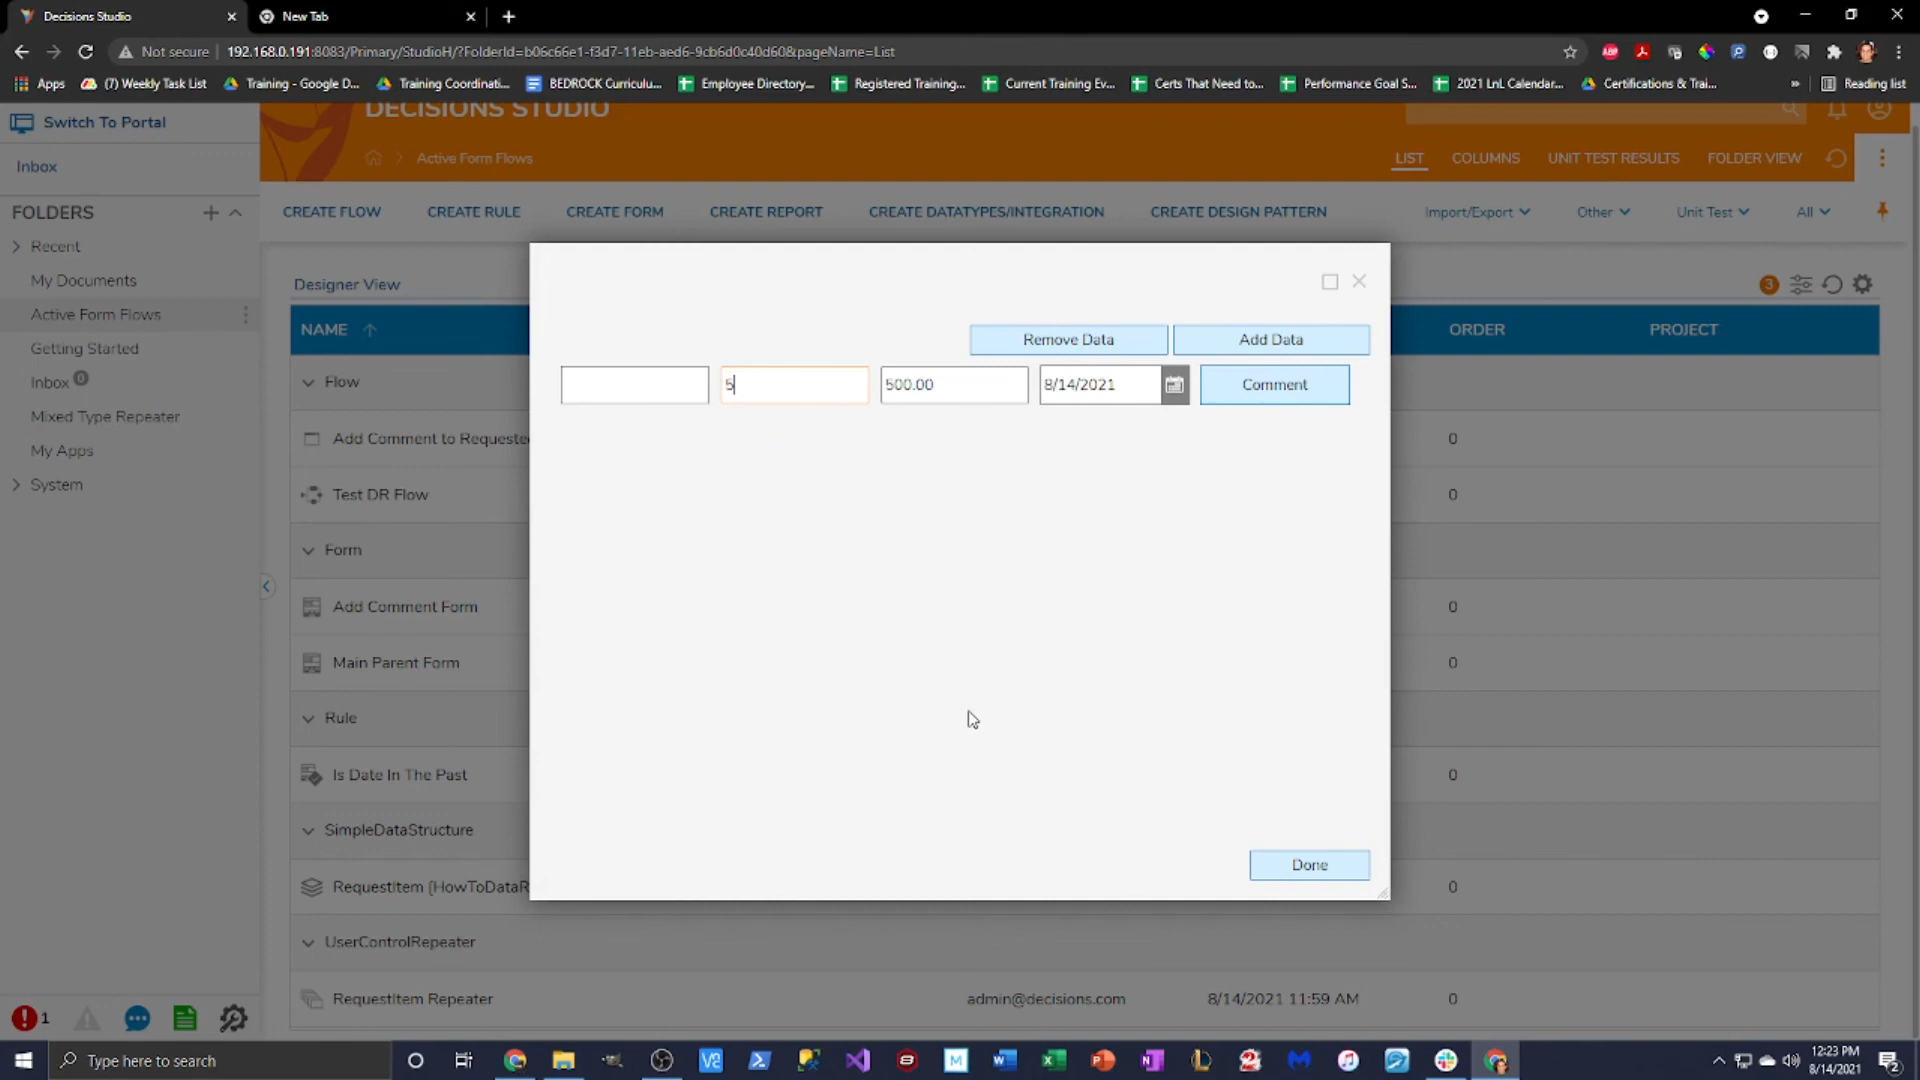 Decisions Studio
New Tab
Not secure
192.168.0.191:8083/Primary/StudioH/?FolderId=b06c66e1-f3d7-11eb-aed6-9cb6d0c40d60&pageName=List
Apps
(7) Weekly Task List
Training - Google D...
Training Coordinati...
BEDROCK Curriculu...
Employee Directory...
Registered Training...
Current Training Ev...
Certs That Need to...
Performance Goal S...
2021 LnL Calendar...
Certifications & Trai...
»
Reading list
Switch To Portal
DECISIONS STUDIO
Active Form Flows
LIST
COLUMNS
UNIT TEST RESULTS
FOLDER VIEW
Inbox
FOLDERS
Recent
My Documents
Active Form Flows
Getting Started
Inbox 0
Mixed Type Repeater
My Apps
System
CREATE FLOW
CREATE RULE
CREATE FORM
CREATE REPORT
CREATE DATATYPES/INTEGRATION
CREATE DESIGN PATTERN
Import/Export
Other
Unit Test
All
Designer View
3
NAME
ORDER
PROJECT
Flow
Add Comment to Requeste
0
Test DR Flow
0
Form
Add Comment Form
0
Main Parent Form
0
Rule
Is Date In The Past
0
SimpleDataStructure
RequestItem [HowToDataR
0
UserControlRepeater
RequestItem Repeater
admin@decisions.com
8/14/2021 11:59 AM
0
Remove Data
Add Data
5
500.00
8/14/2021
Comment
Done
1
Type here to search
12:23 PM
8/14/2021
2